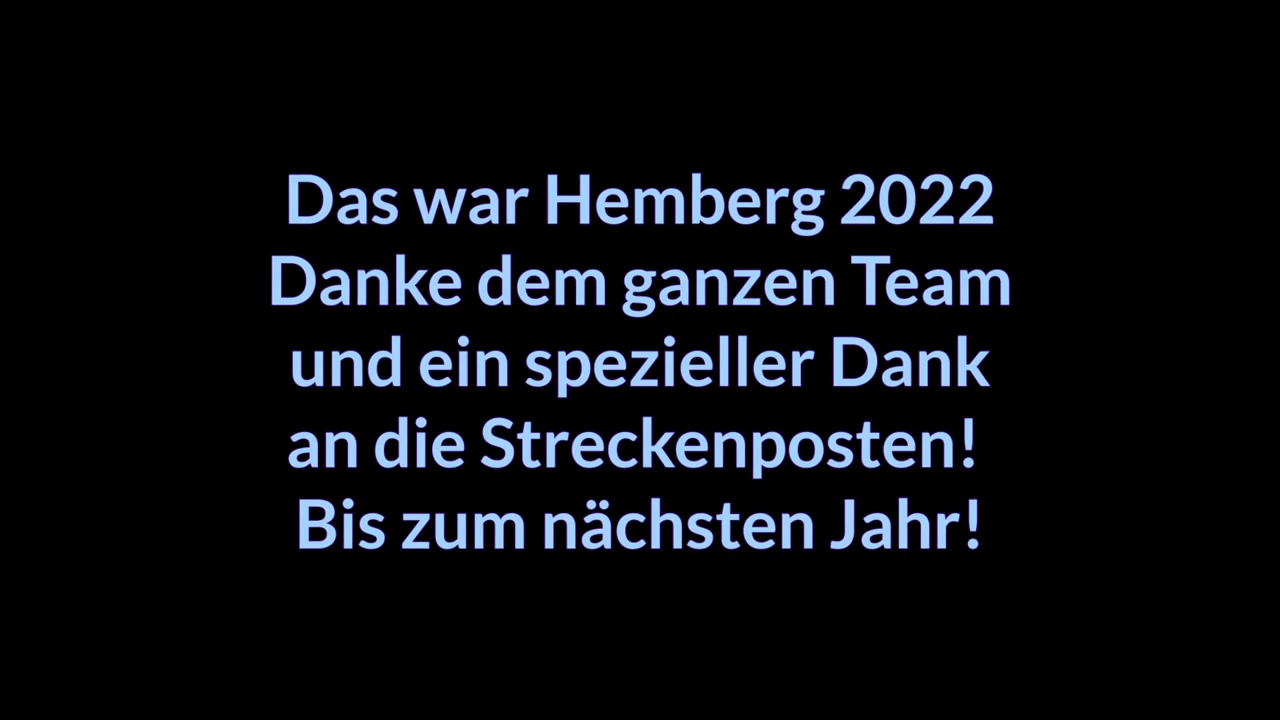 Das war Hemberg 2022
Danke dem ganzen Team
und ein spezieller Dank
an die Streckenposten!
Bis zum nächsten Jahr!